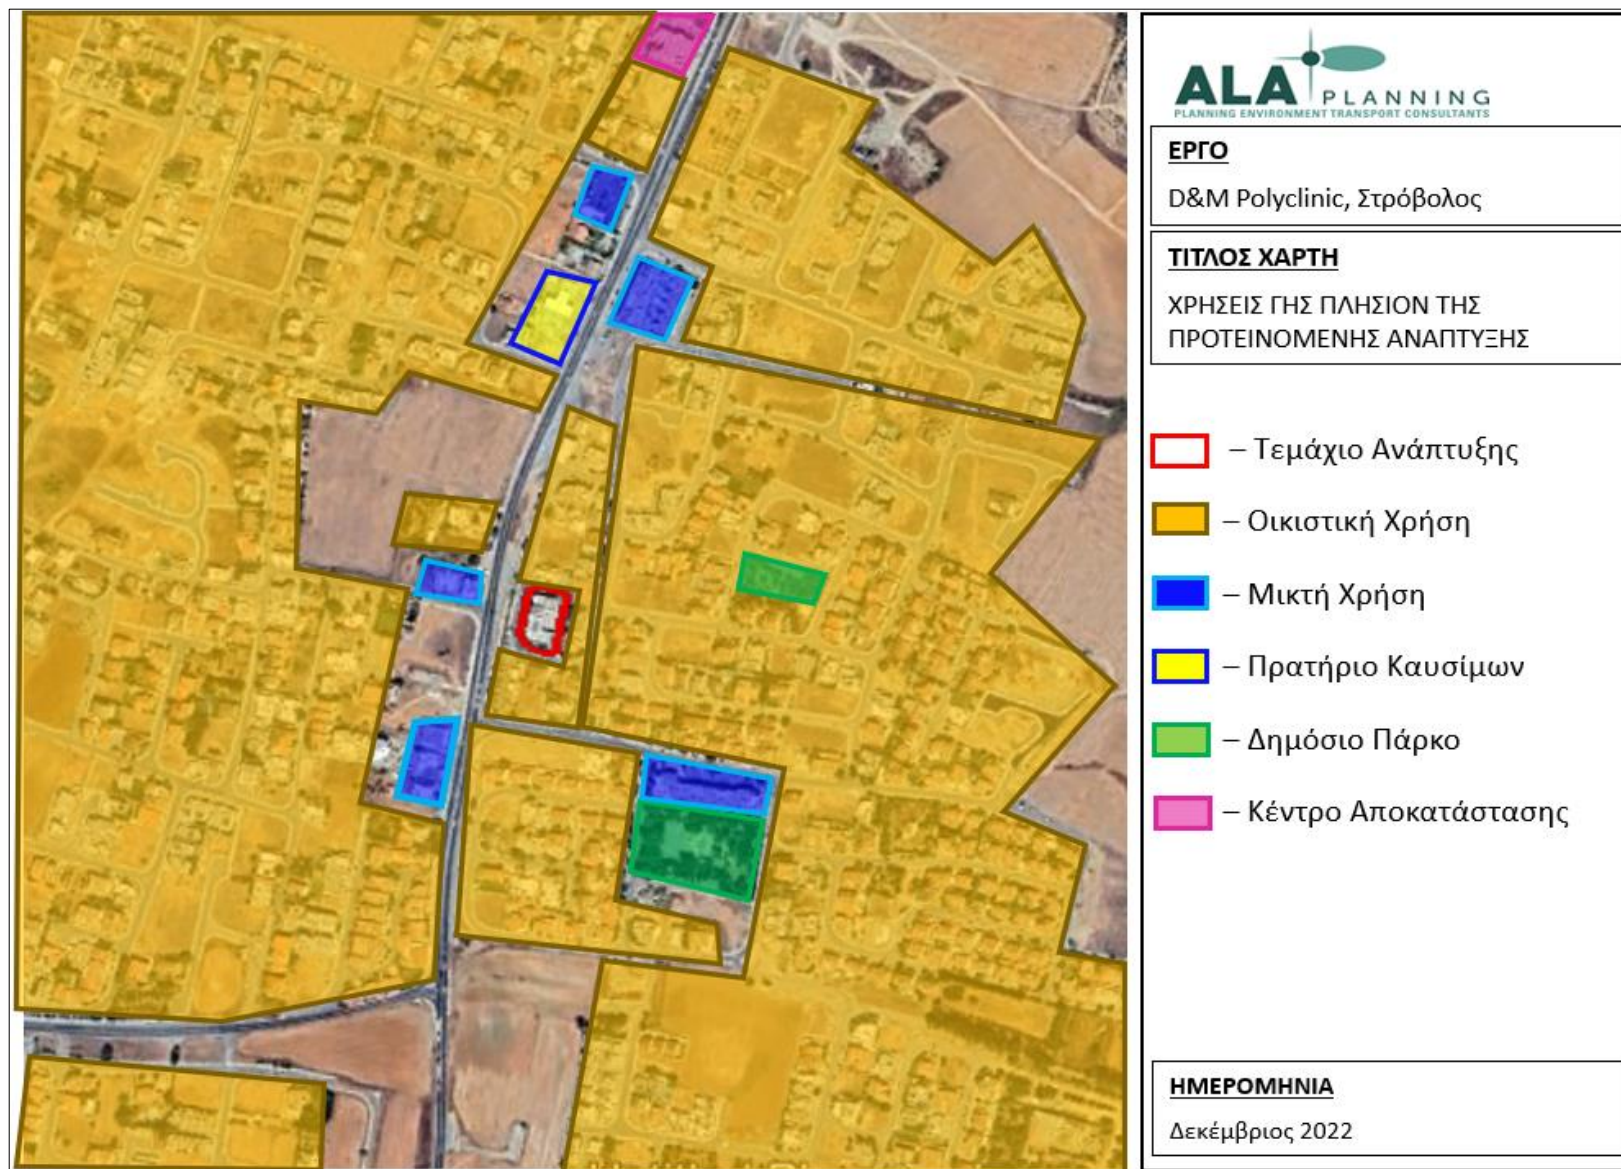 ALA PLANNING
PLANNING ENVIRONMENT TRANSPORT CONSULTANTS
ΕΡΓΟ
D&M Polyclinic, Στρόβολος
ΤΙΤΛΟΣ ΧΑΡΤΗ
ΧΡΗΣΕΙΣ ΓΗΣ ΠΛΗΣΙΟΝ ΤΗΣ
ΠΡΟΤΕΙΝΟΜΕΝΗΣ ΑΝΑΠΤΥΞΗΣ
– Τεμάχιο Ανάπτυξης
– Οικιστική Χρήση
– Μικτή Χρήση
– Πρατήριο Καυσίμων
– Δημόσιο Πάρκο
– Κέντρο Αποκατάστασης
ΗΜΕΡΟΜΗΝΙΑ
Δεκέμβριος 2022